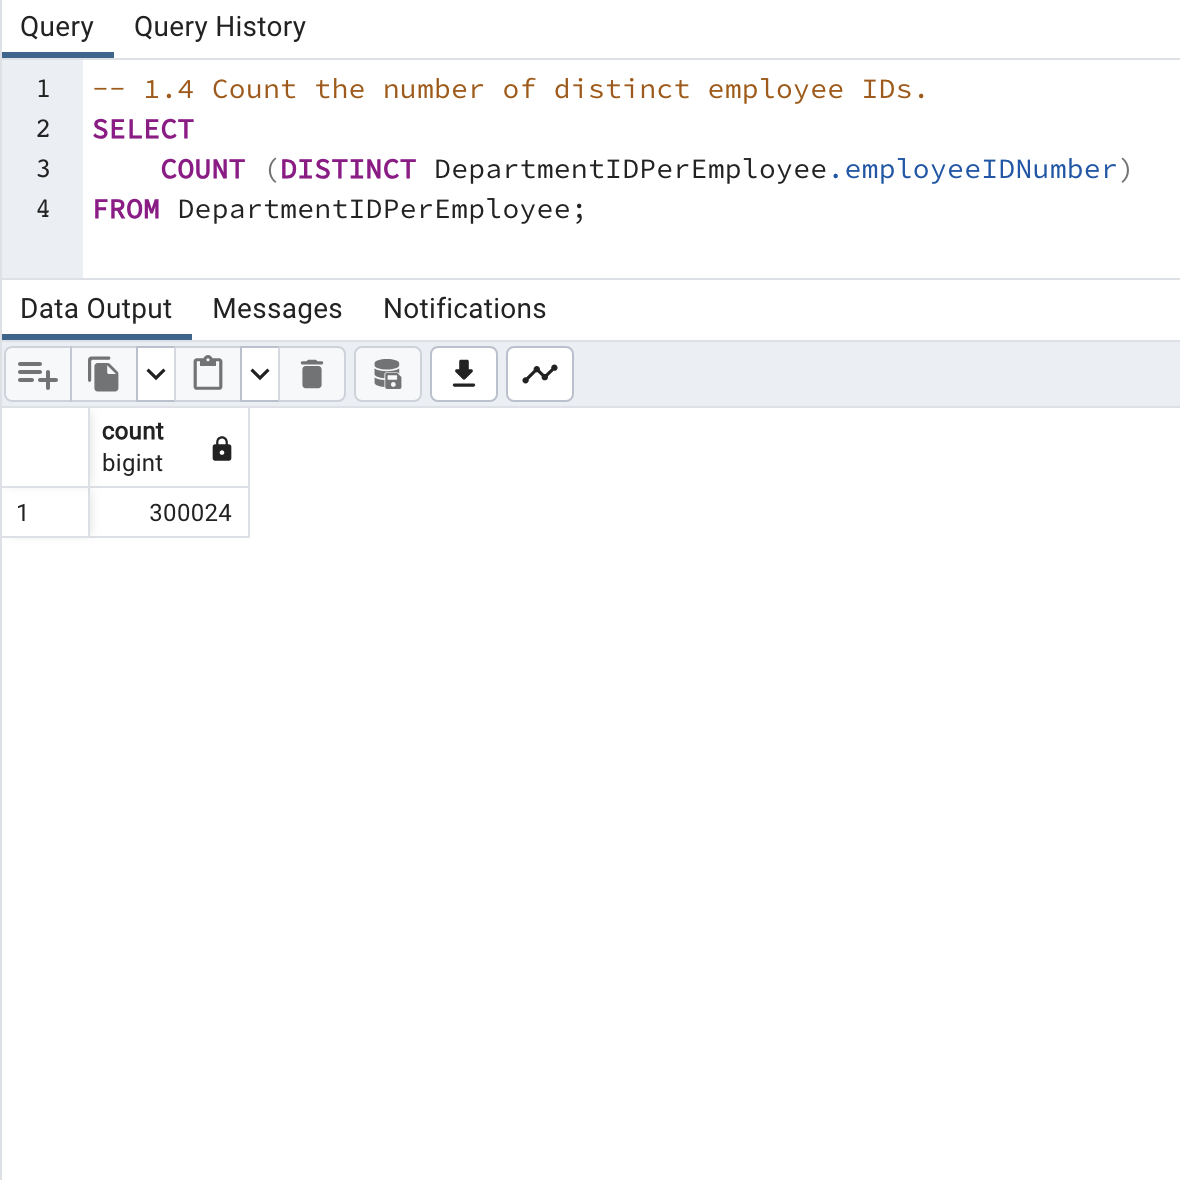 Query Query History
1 -- 1.4 Count the number of distinct employee IDs.
2 SELECT
3 COUNT (DISTINCT DepartmentIDPerEmployee.employeeIDNumber)
4 FROM DepartmentIDPerEmployee;
Data Output Messages Notifications
count
bigint
1 300024